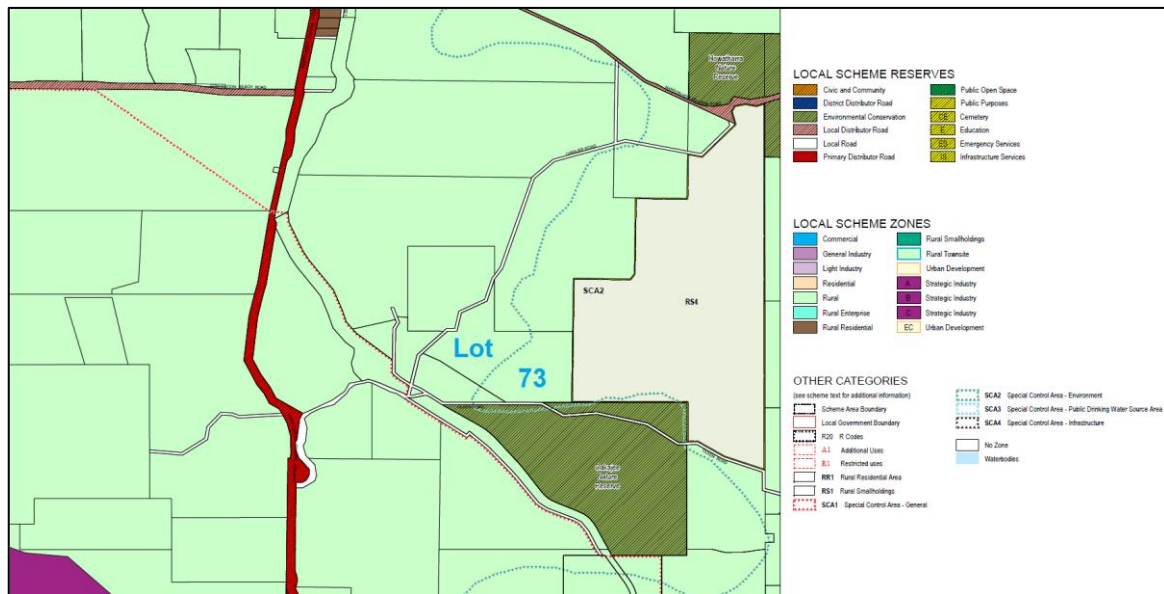 Howatharra
Nature
Reserve
SCA2
RS4
Lot
73
Nature
Reserve
LOCAL SCHEME RESERVES
Civic and Community
District Distributor Road
Environmental Conservation
Local Distributor Road
Local Road
Primary Distributor Road
Public Open Space
Public Purposes
CE Cemetery
E Education
ES Emergency Services
IS Infrastructure Services
LOCAL SCHEME ZONES
Commercial
General Industry
Light Industry
Residential
Rural
Rural Enterprise
Rural Residential
Rural Smallholdings
Rural Townsite
Urban Development
A Strategic Industry
B Strategic Industry
C Strategic Industry
EC Urban Development
OTHER CATEGORIES
(see scheme text for additional information)
Scheme Area Boundary
Local Government Boundary
R20 R Codes
A1 Additional Uses
R1 Restricted uses
RR1 Rural Residential Area
RS1 Rural Smallholdings
SCA1 Special Control Area - General
SCA2 Special Control Area - Environment
SCA3 Special Control Area - Public Drinking Water Source Area
SCA4 Special Control Area - Infrastructure
No Zone
Waterbodies